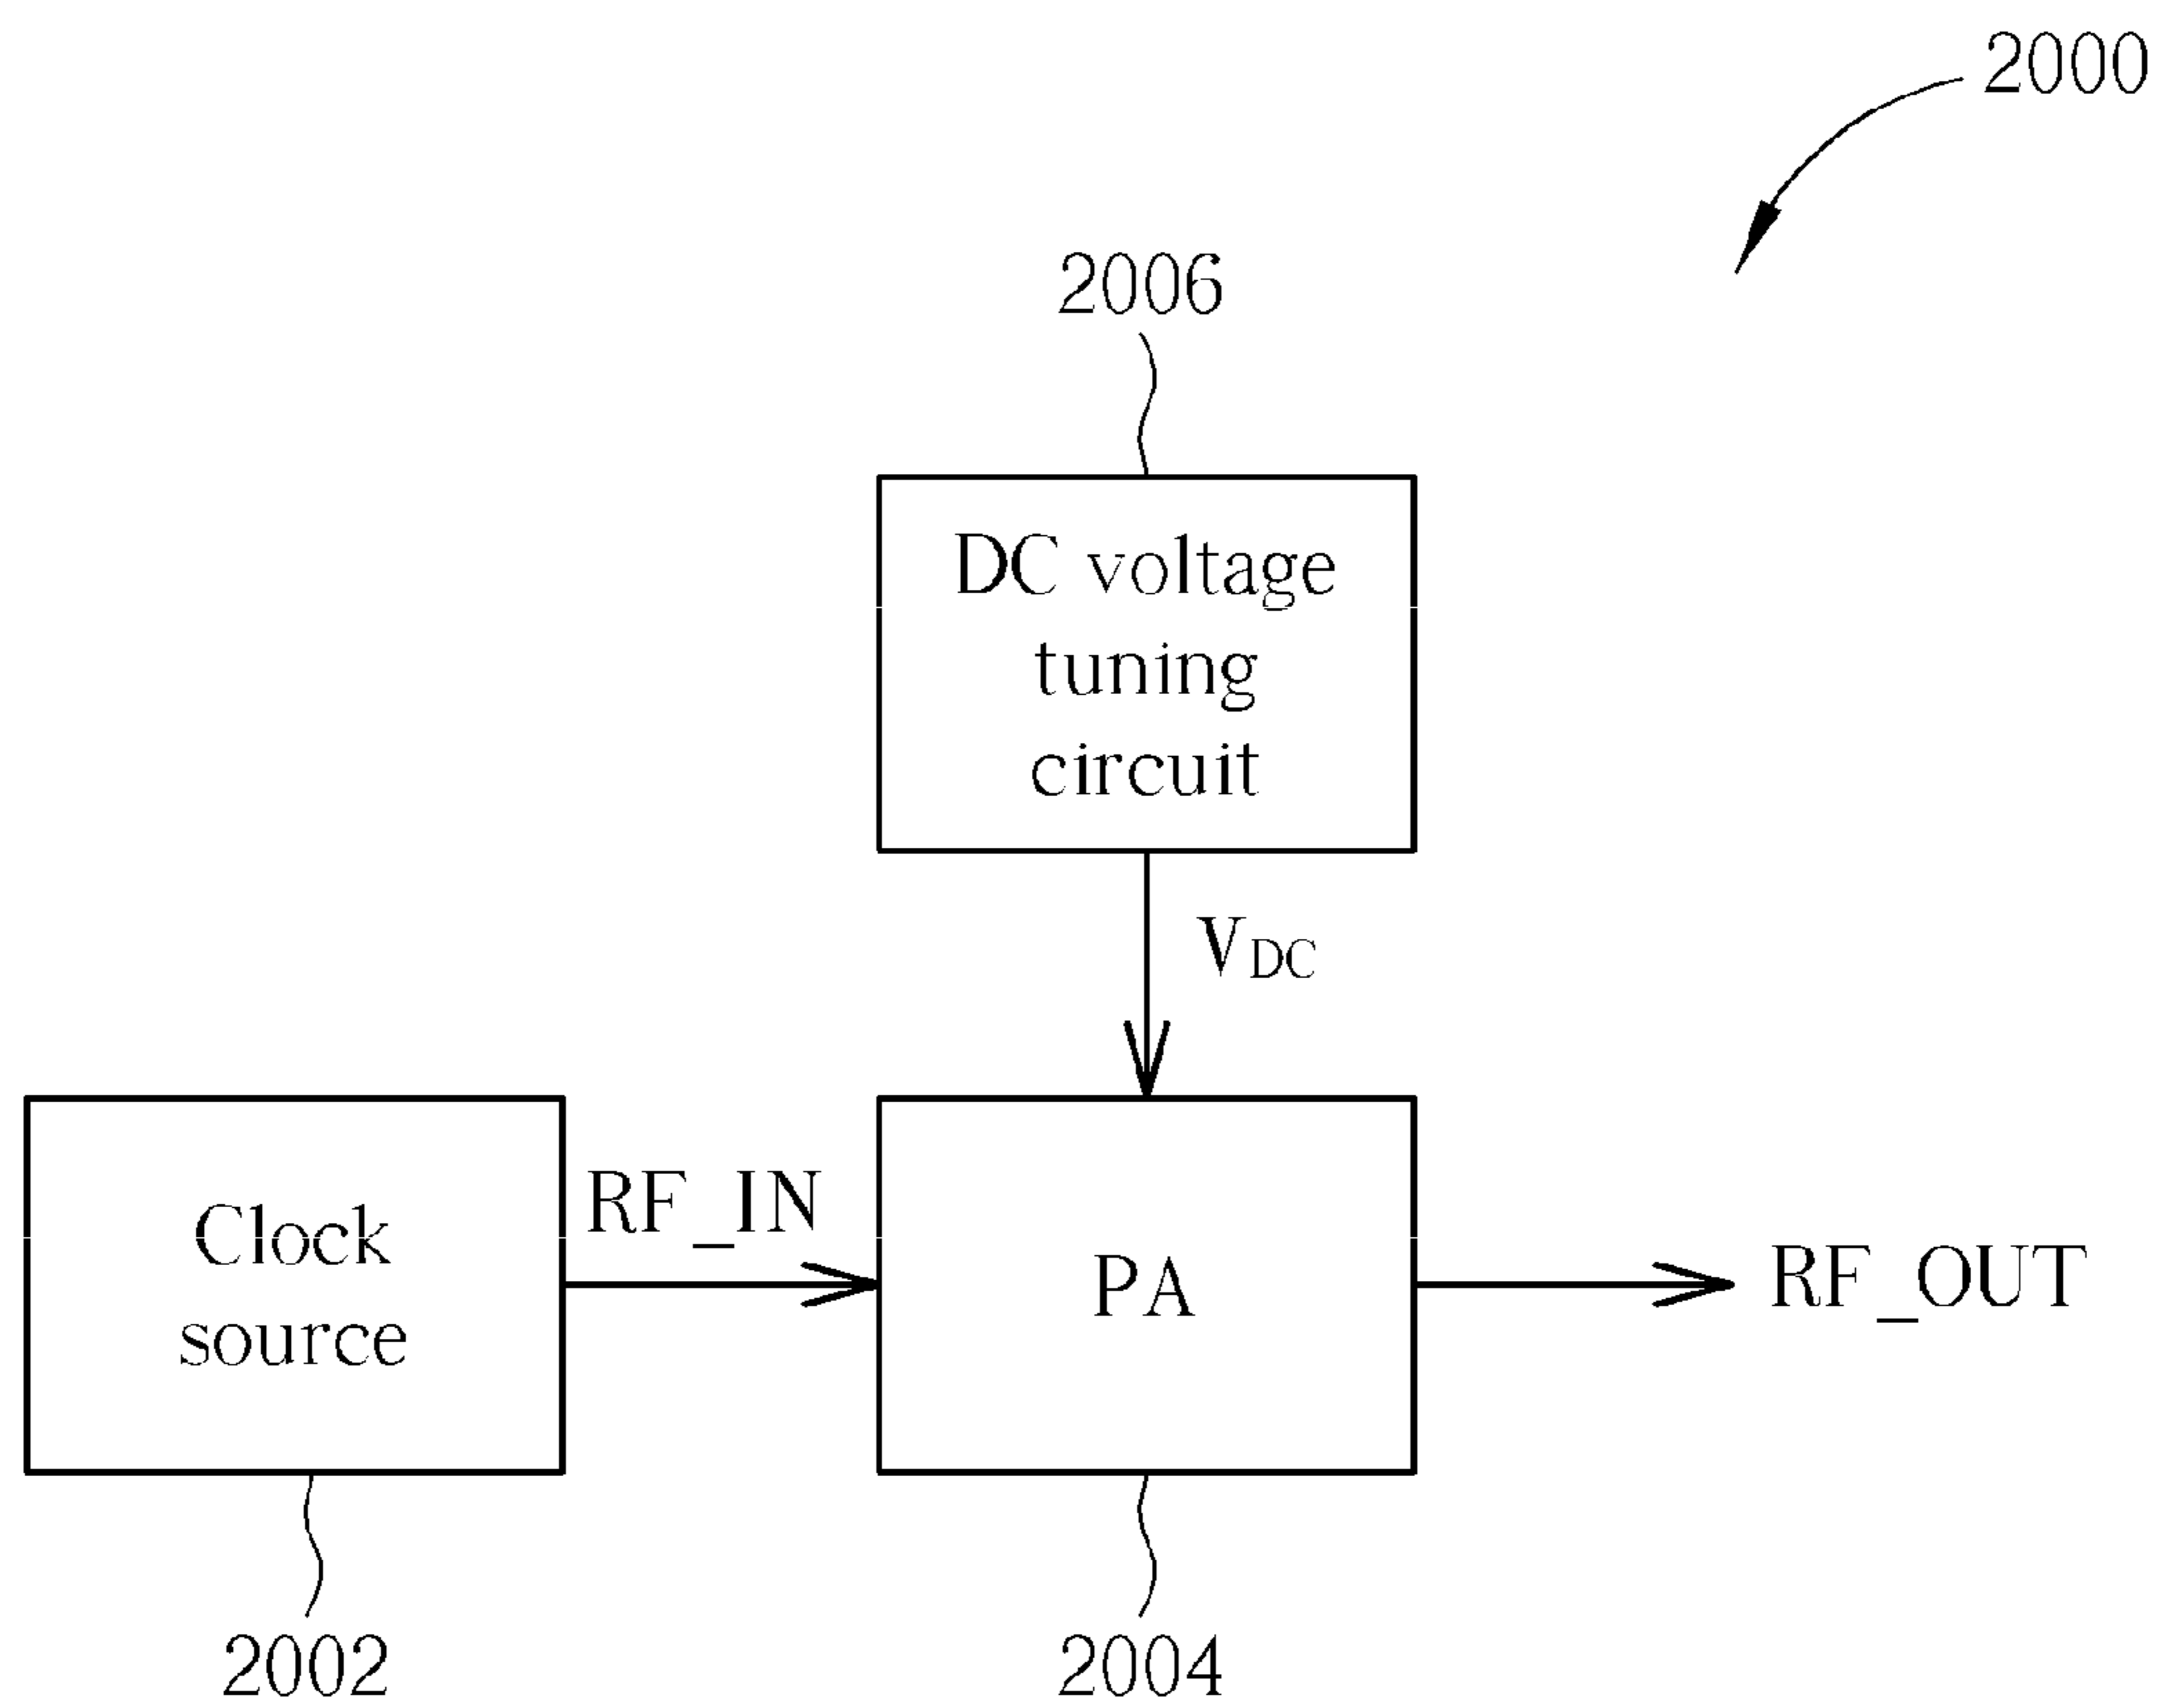 2000
2006
DC voltage
tuning
circuit
VDC
Clock
source
RF_IN
PA
RF_OUT
2002
2004